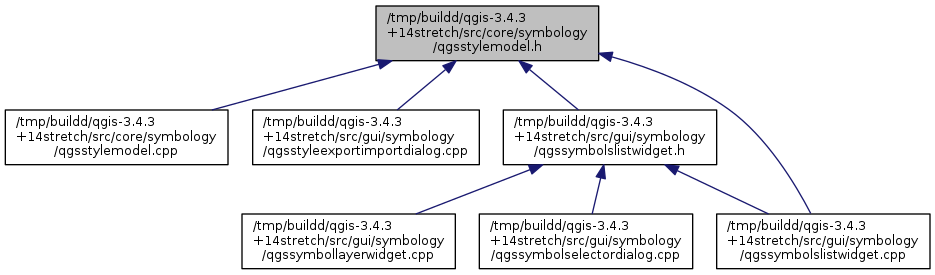 /tmp/buildd/qgis-3.4.3
+14stretch/src/core/symbology
/qgsstylemodel.h
/tmp/buildd/qgis-3.4.3
+14stretch/src/core/symbology
/qgsstylemodel.cpp
/tmp/buildd/qgis-3.4.3
+14stretch/src/gui/symbology
/qgsstyleexportimportdialog.cpp
/tmp/buildd/qgis-3.4.3
+14stretch/src/gui/symbology
/qgssymbolslistwidget.h
/tmp/buildd/qgis-3.4.3
+14stretch/src/gui/symbology
/qgssymbollayerwidget.cpp
/tmp/buildd/qgis-3.4.3
+14stretch/src/gui/symbology
/qgssymbolselectordialog.cpp
/tmp/buildd/qgis-3.4.3
+14stretch/src/gui/symbology
/qgssymbolslistwidget.cpp